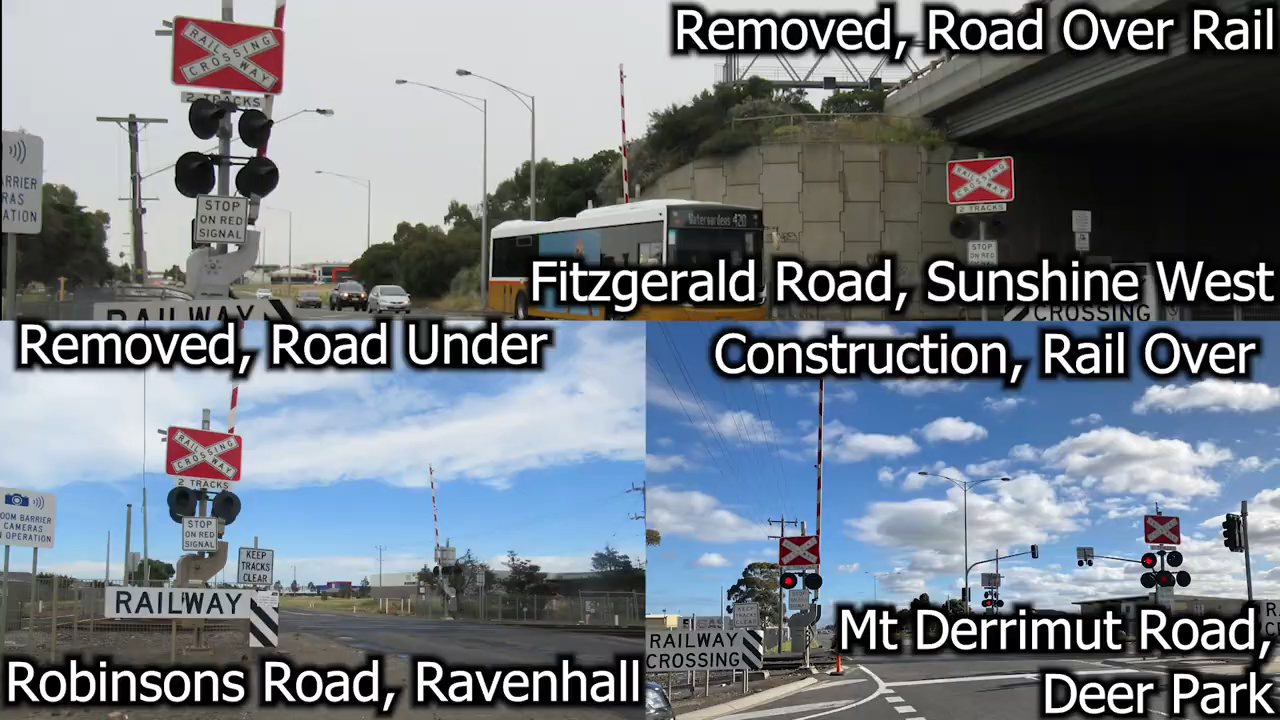 Removed, Road Over Rail
RAILWAY
CROSSING
2 TRACKS
STOP
ON RED
SIGNAL
Watergardens 420
RAILWAY
CROSSING
2 TRACKS
STOP
ON RED
SIGNAL
Fitzgerald Road, Sunshine West
RAILWAY
CROSSING
Removed, Road Under
RAILWAY
CROSSING
2 TRACKS
STOP
ON RED
SIGNAL
BOOM BARRIER
CAMERAS
IN OPERATION
KEEP
TRACKS
CLEAR
RAILWAY
Robinsons Road, Ravenhall
Construction, Rail Over
KEEP
TRACKS
CLEAR
RAILWAY
CROSSING
Mt Derrimut Road,
Deer Park